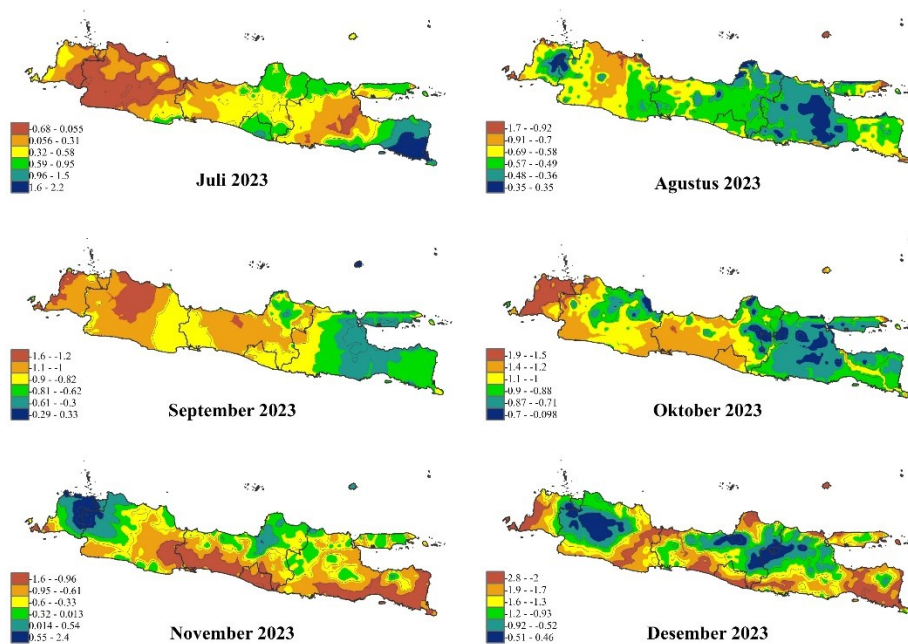 -0.68 - 0.055
0.056 - 0.31
0.32 - 0.58
0.59 - 0.95
0.96 - 1.5
1.6 - 2.2
Juli 2023
1.7 - -0.92
0.91 - -0.7
0.69 - -0.58
0.57 - -0.49
-0.48 - -0.36
-0.35 - 0.35
Agustus 2023
1.6 - -1.2
1.1 - -1
0.9 - -0.82
-0.81 - -0.62
-0.61 - -0.3
-0.29 - 0.33
September 2023
1.9 - -1.5
1.4 - -1.2
1.1 - -1
0.9 - -0.88
-0.87 - -0.71
-0.7 - -0.098
Oktober 2023
1.6 - -0.96
0.95 - -0.61
0.6 - -0.33
-0.32 - 0.013
0.014 - 0.54
0.55 - 2.4
November 2023
2.8 - -2
1.9 - -1.7
1.6 - -1.3
1.2 - -0.93
-0.92 - -0.52
-0.51 - 0.46
Desember 2023